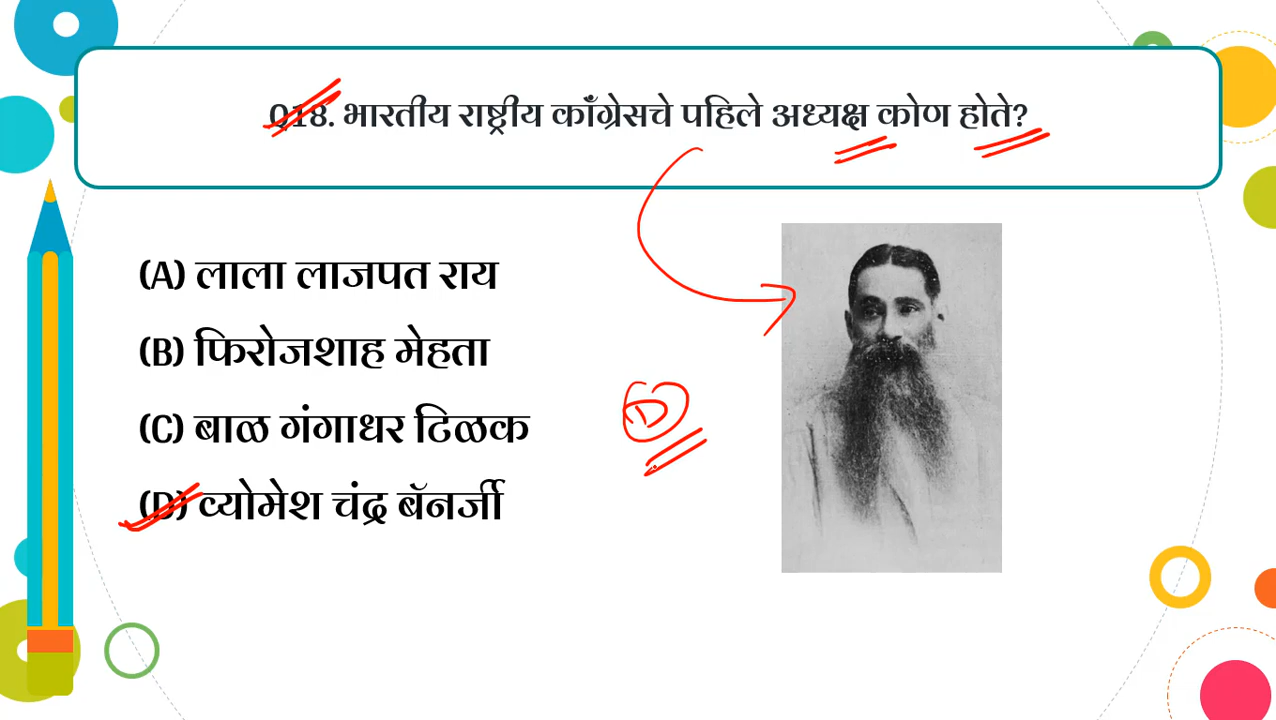 Q18. भारतीय राष्ट्रीय काँग्रेसचे पहिले अध्यक्ष कोण होते?
(A) लाला लाजपत राय
(B) फिरोजशाह मेहता
(C) बाळ गंगाधर टिळक
D
(D) व्योमेश चंद्र बॅनर्जी